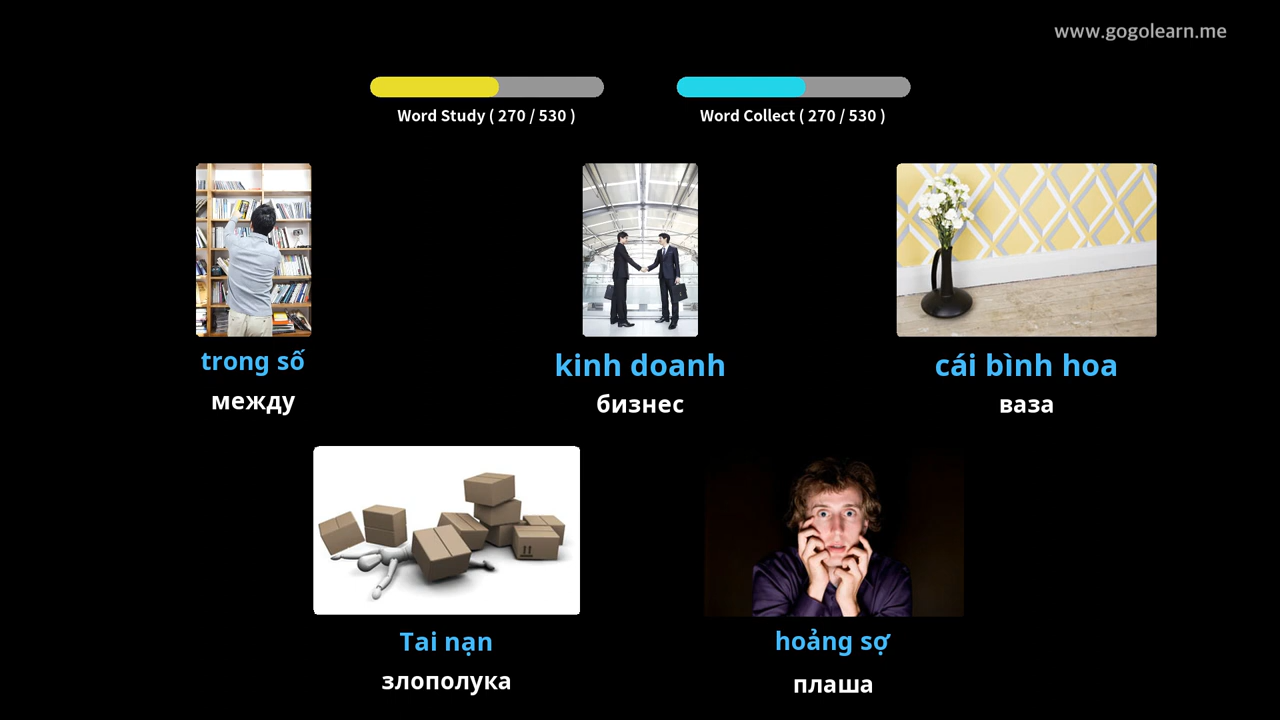 www.gogolearn.me
Word Study ( 270 / 530 )
Word Collect ( 270 / 530 )
trong số
между
kinh doanh
бизнес
cái bình hoa
ваза
Tai nạn
злополука
hoảng sợ
плаша